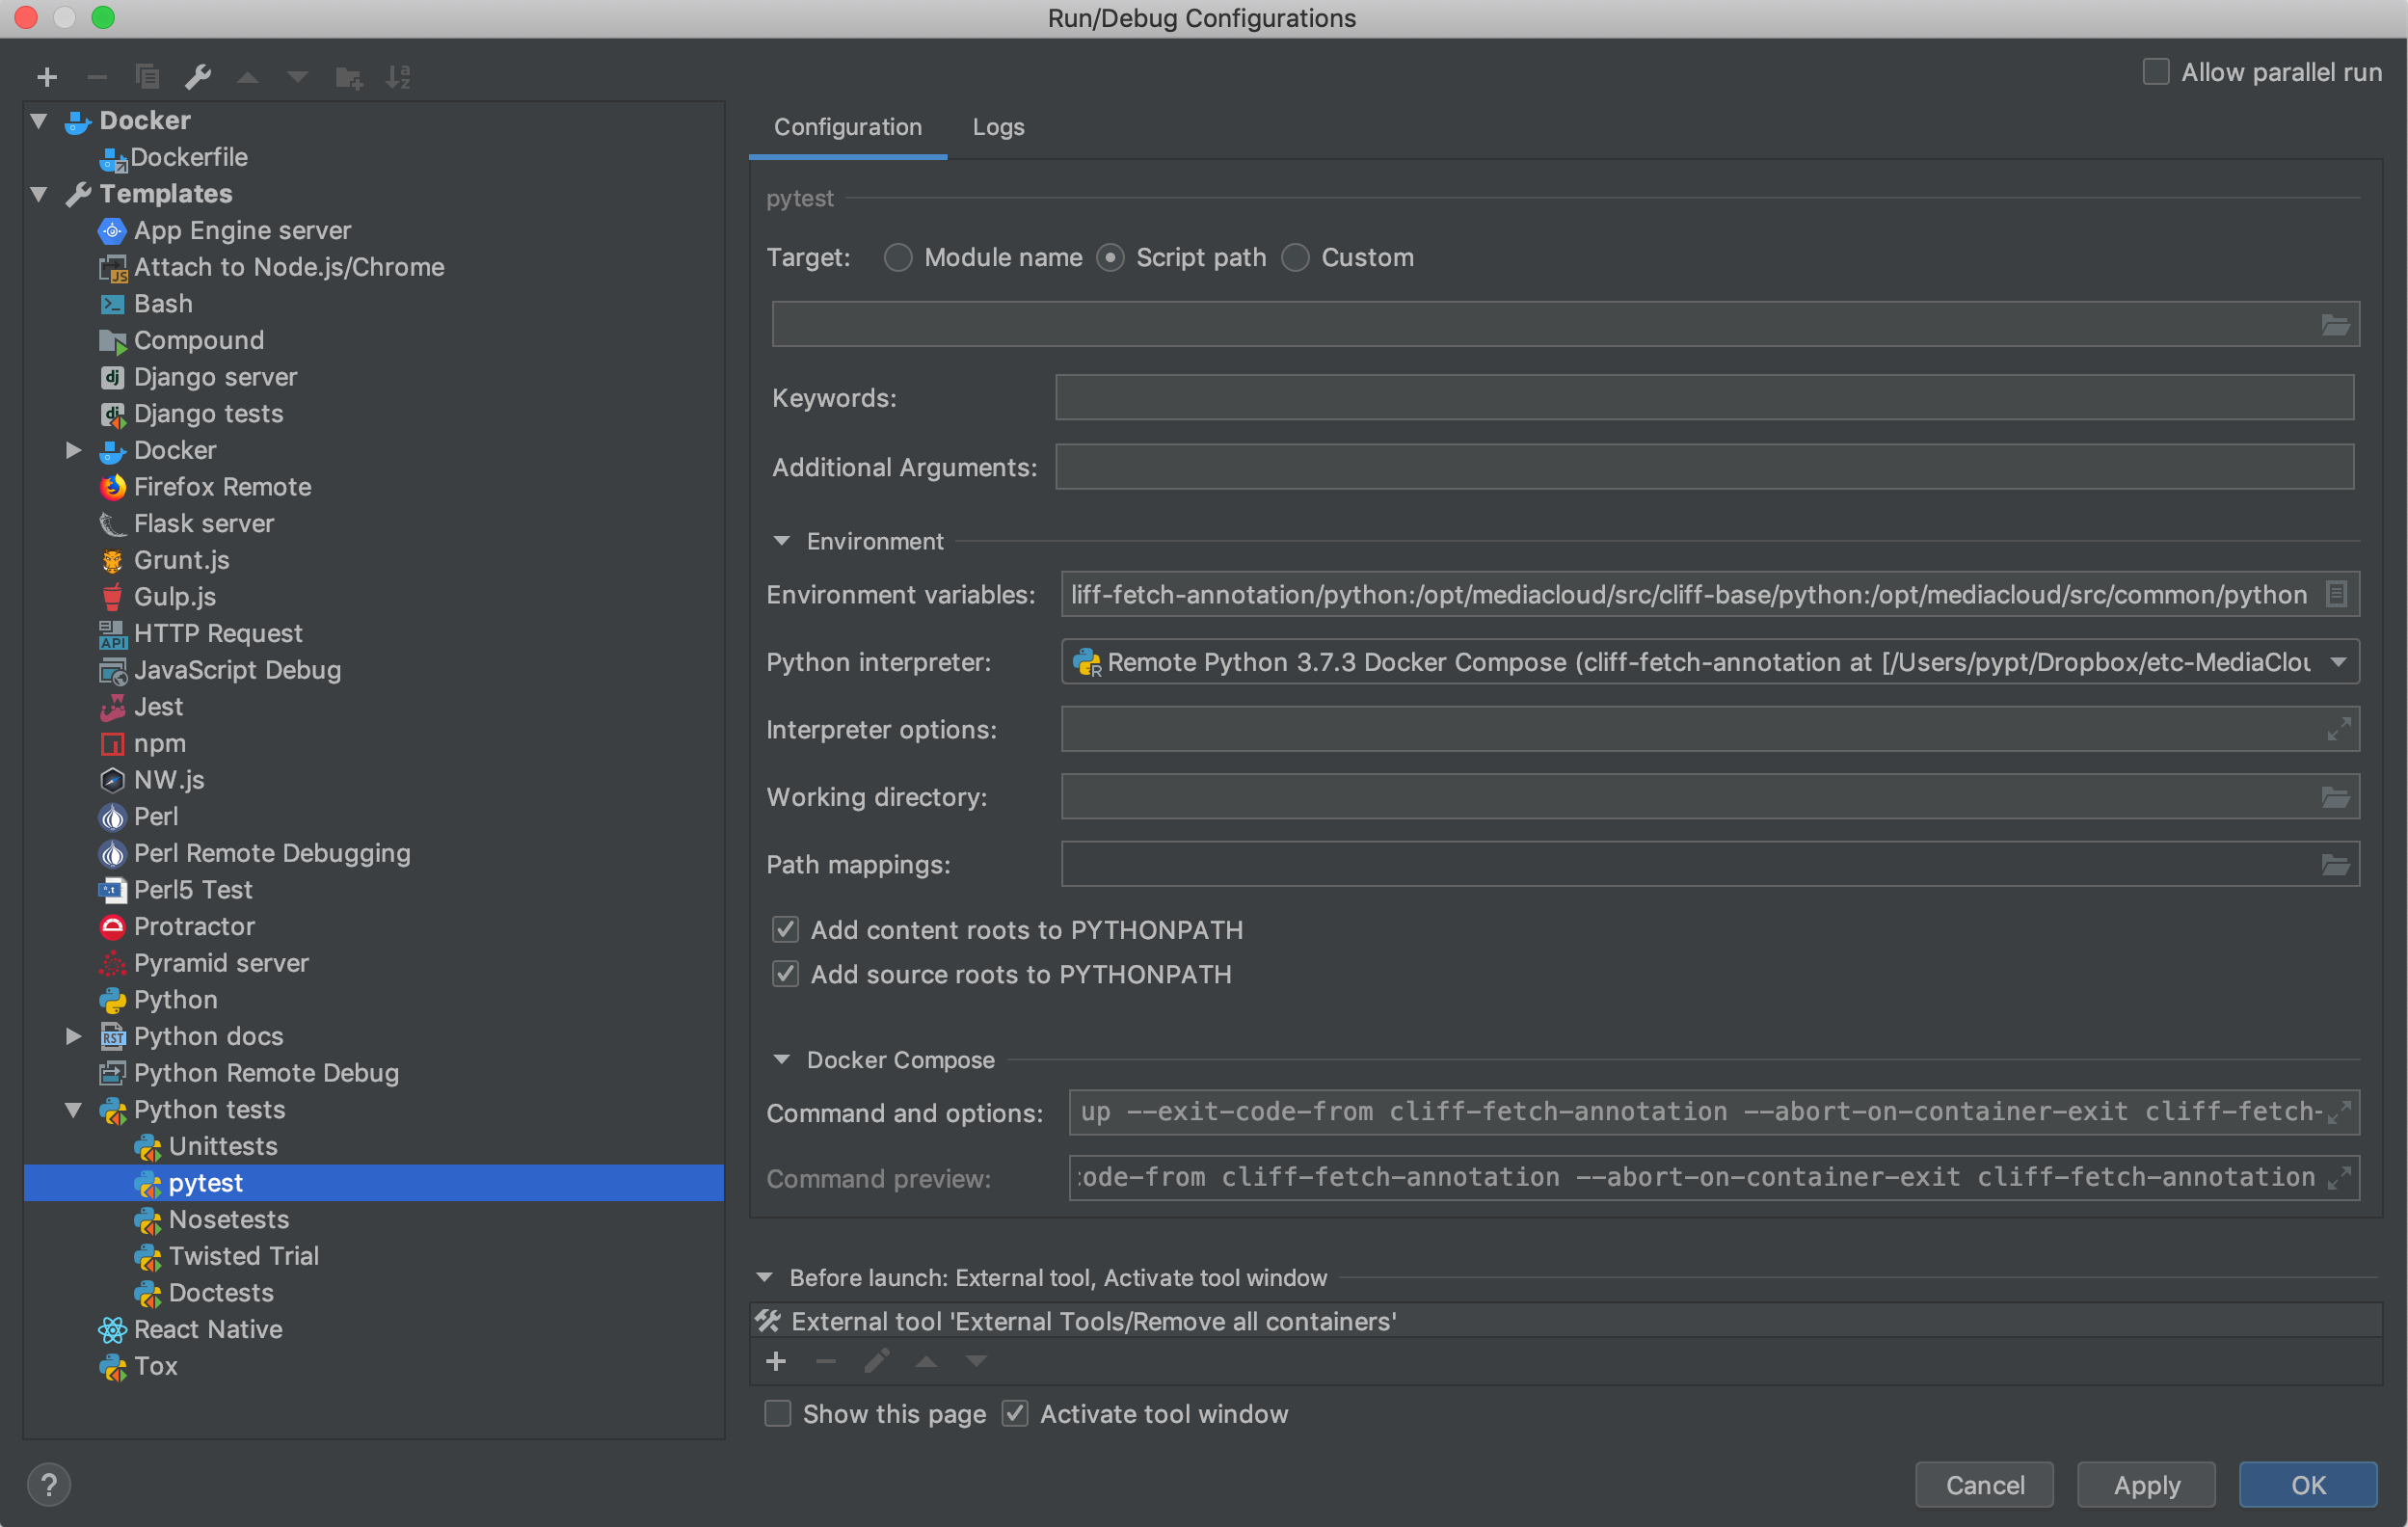 Run/Debug Configurations
Allow parallel run
Docker
Dockerfile
Templates
App Engine server
Attach to Node.js/Chrome
Bash
Compound
Django server
Django tests
Docker
Firefox Remote
Flask server
Grunt.js
Gulp.js
HTTP Request
JavaScript Debug
Jest
npm
NW.js
Perl
Perl Remote Debugging
Perl5 Test
Protractor
Pyramid server
Python
Python docs
Python Remote Debug
Python tests
Unittests
pytest
Nosetests
Twisted Trial
Doctests
React Native
Tox
Configuration Logs
pytest
Target: Module name Script path Custom
Keywords:
Additional Arguments:
Environment
Environment variables: liff-fetch-annotation/python:/opt/mediacloud/src/cliff-base/python:/opt/mediacloud/src/common/python
Python interpreter: Remote Python 3.7.3 Docker Compose (cliff-fetch-annotation at [/Users/pypt/Dropbox/etc-MediaClou
Interpreter options:
Working directory:
Path mappings:
Add content roots to PYTHONPATH
Add source roots to PYTHONPATH
Docker Compose
Command and options: up --exit-code-from cliff-fetch-annotation --abort-on-container-exit cliff-fetch-
Command preview: :ode-from cliff-fetch-annotation --abort-on-container-exit cliff-fetch-annotation
Before launch: External tool, Activate tool window
External tool 'External Tools/Remove all containers'
Show this page Activate tool window
? Cancel Apply OK